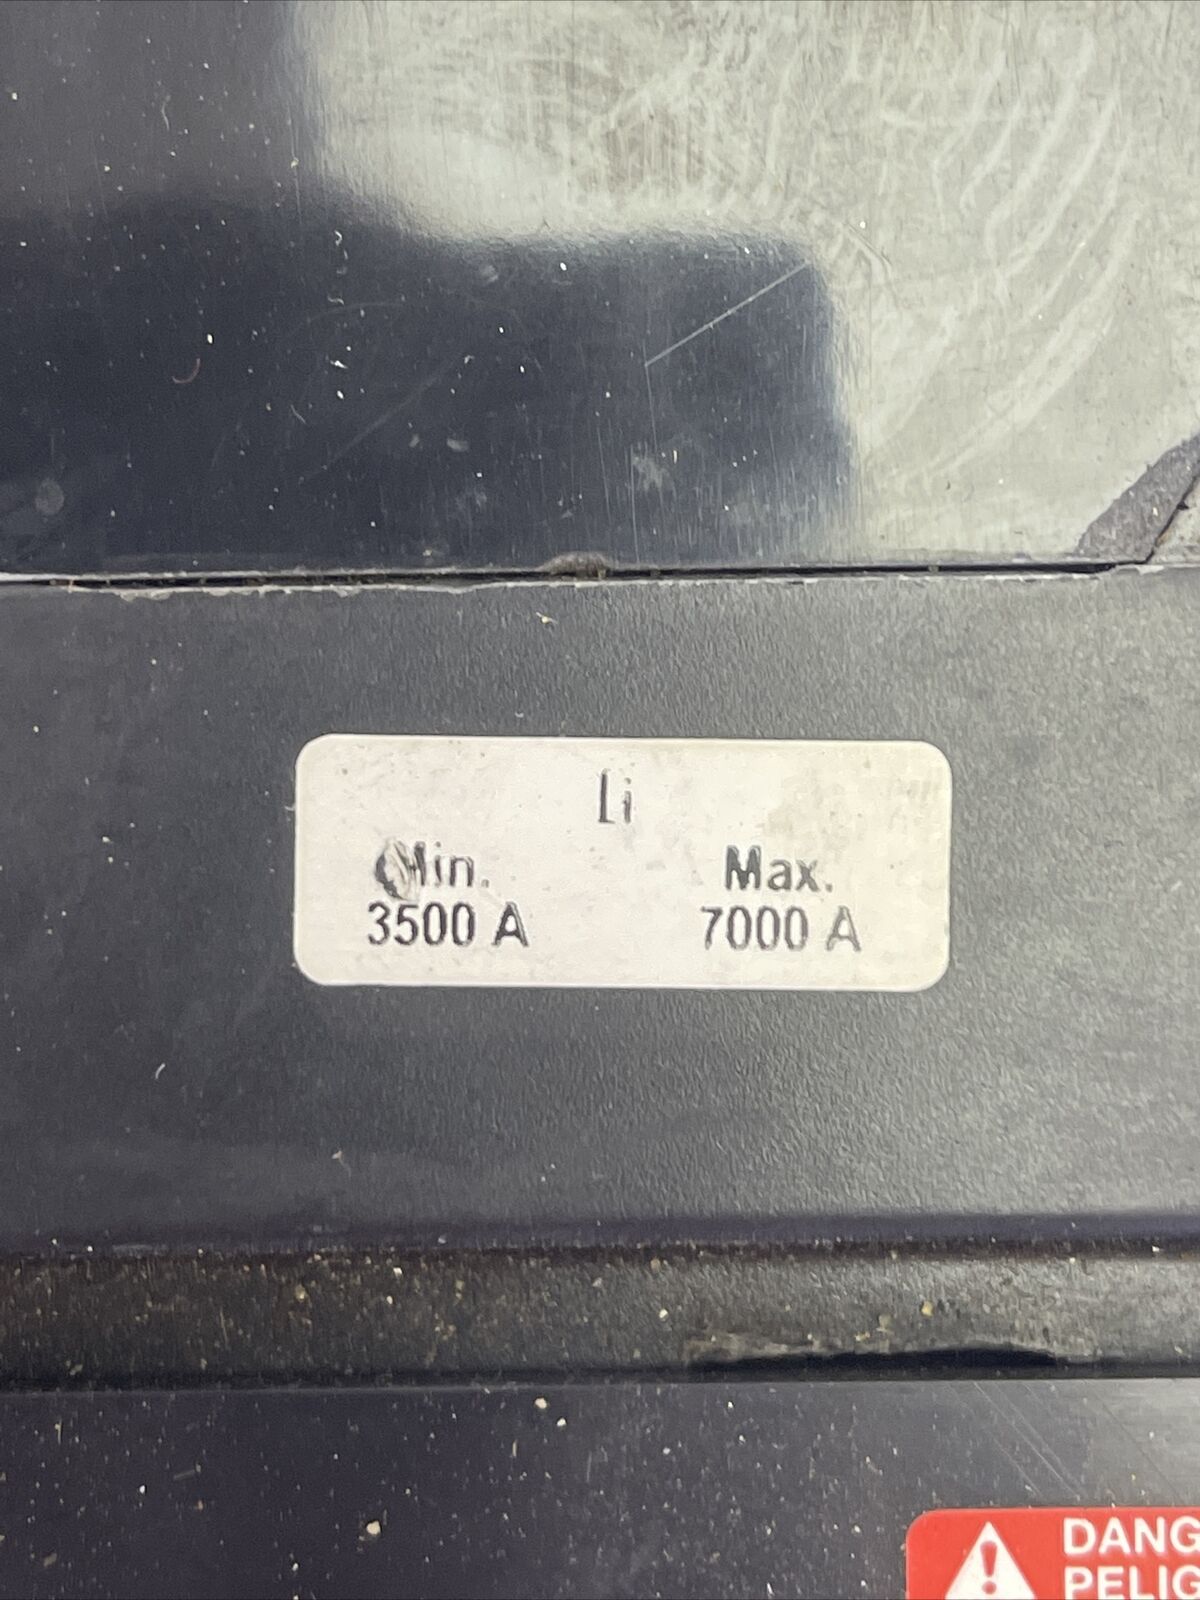 Li
Min. Max.
3500 A 7000 A
DANG
PELIG